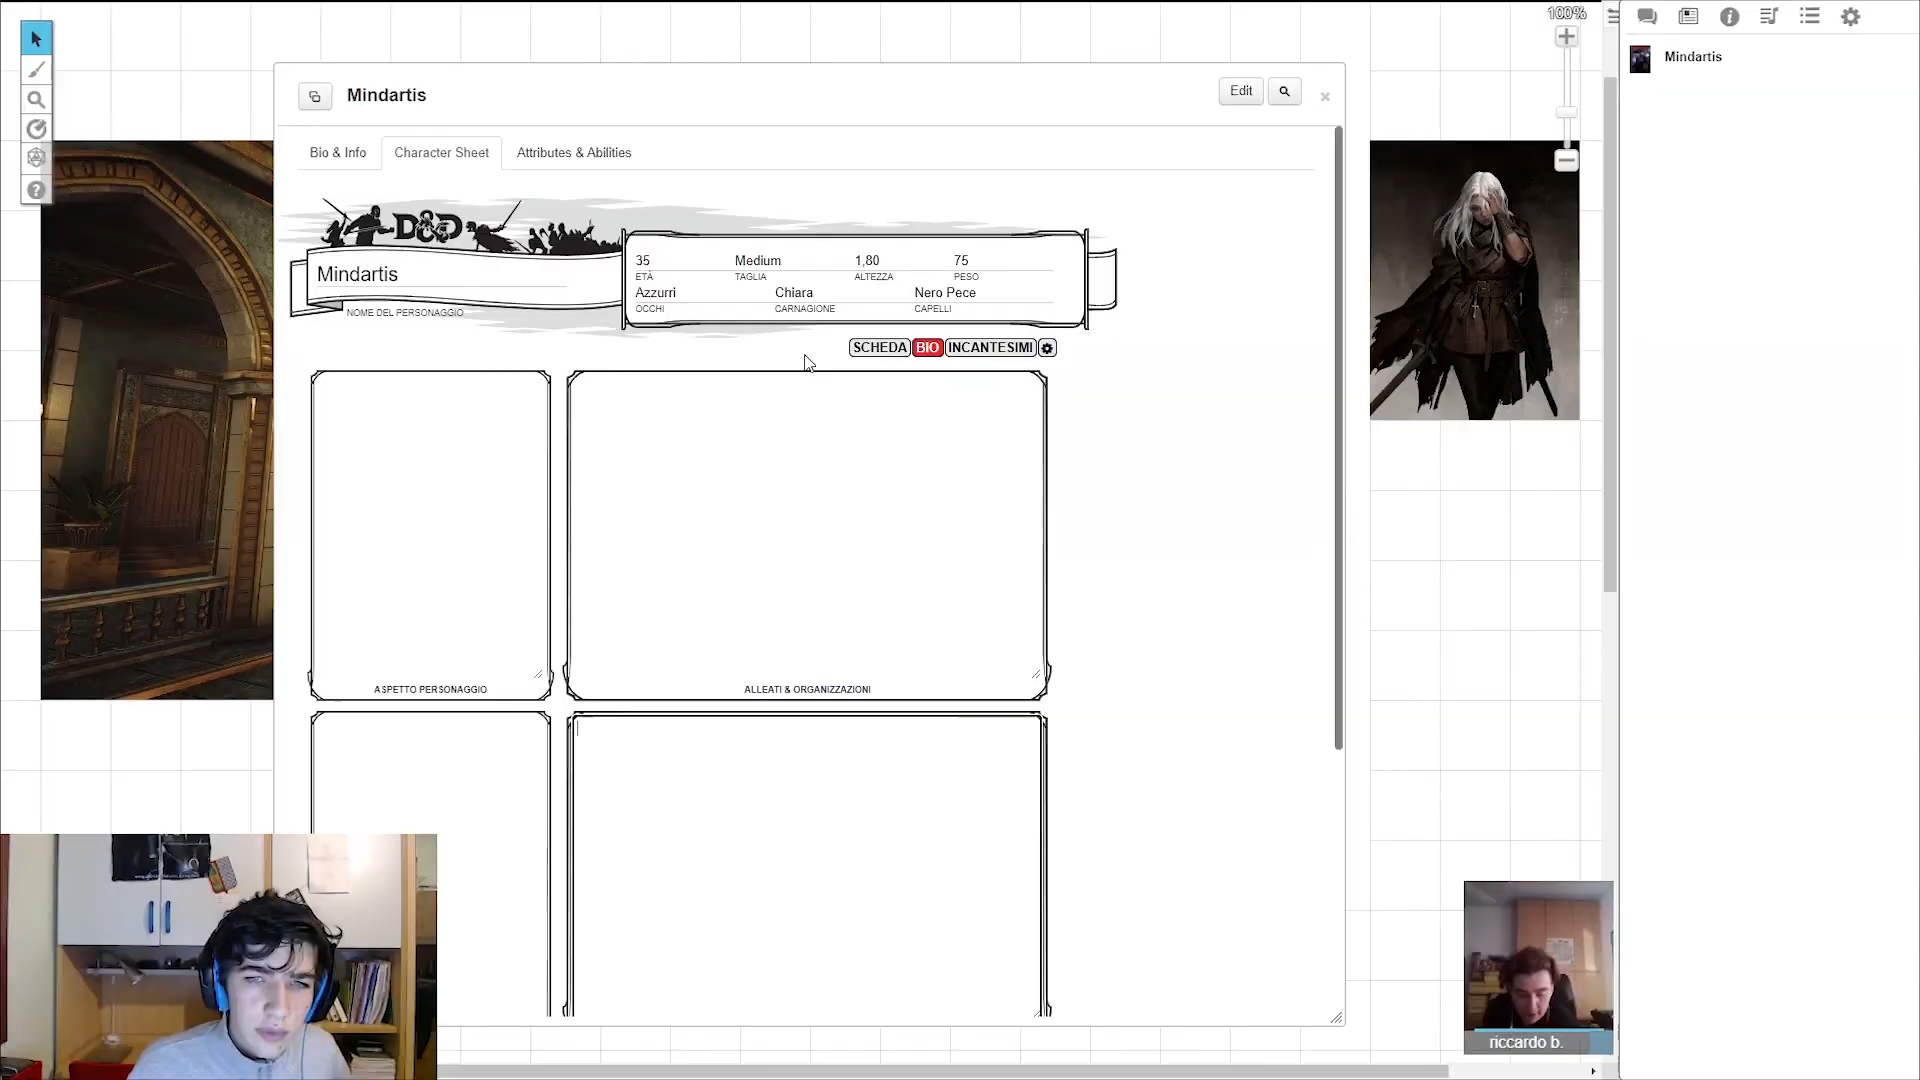 100%
Mindartis
Mindartis
Edit
Bio & Info
Character Sheet
Attributes & Abilities
D&D
Mindartis
NOME DEL PERSONAGGIO
35 Medium 1,80 75
ETÀ TAGLIA ALTEZZA PESO
Azzurri Chiara Nero Pece
OCCHI CARNAGIONE CAPELLI
SCHEDA BIO INCANTESIMI
ASPETTO PERSONAGGIO
ALLEATI & ORGANIZZAZIONI
riccardo b.